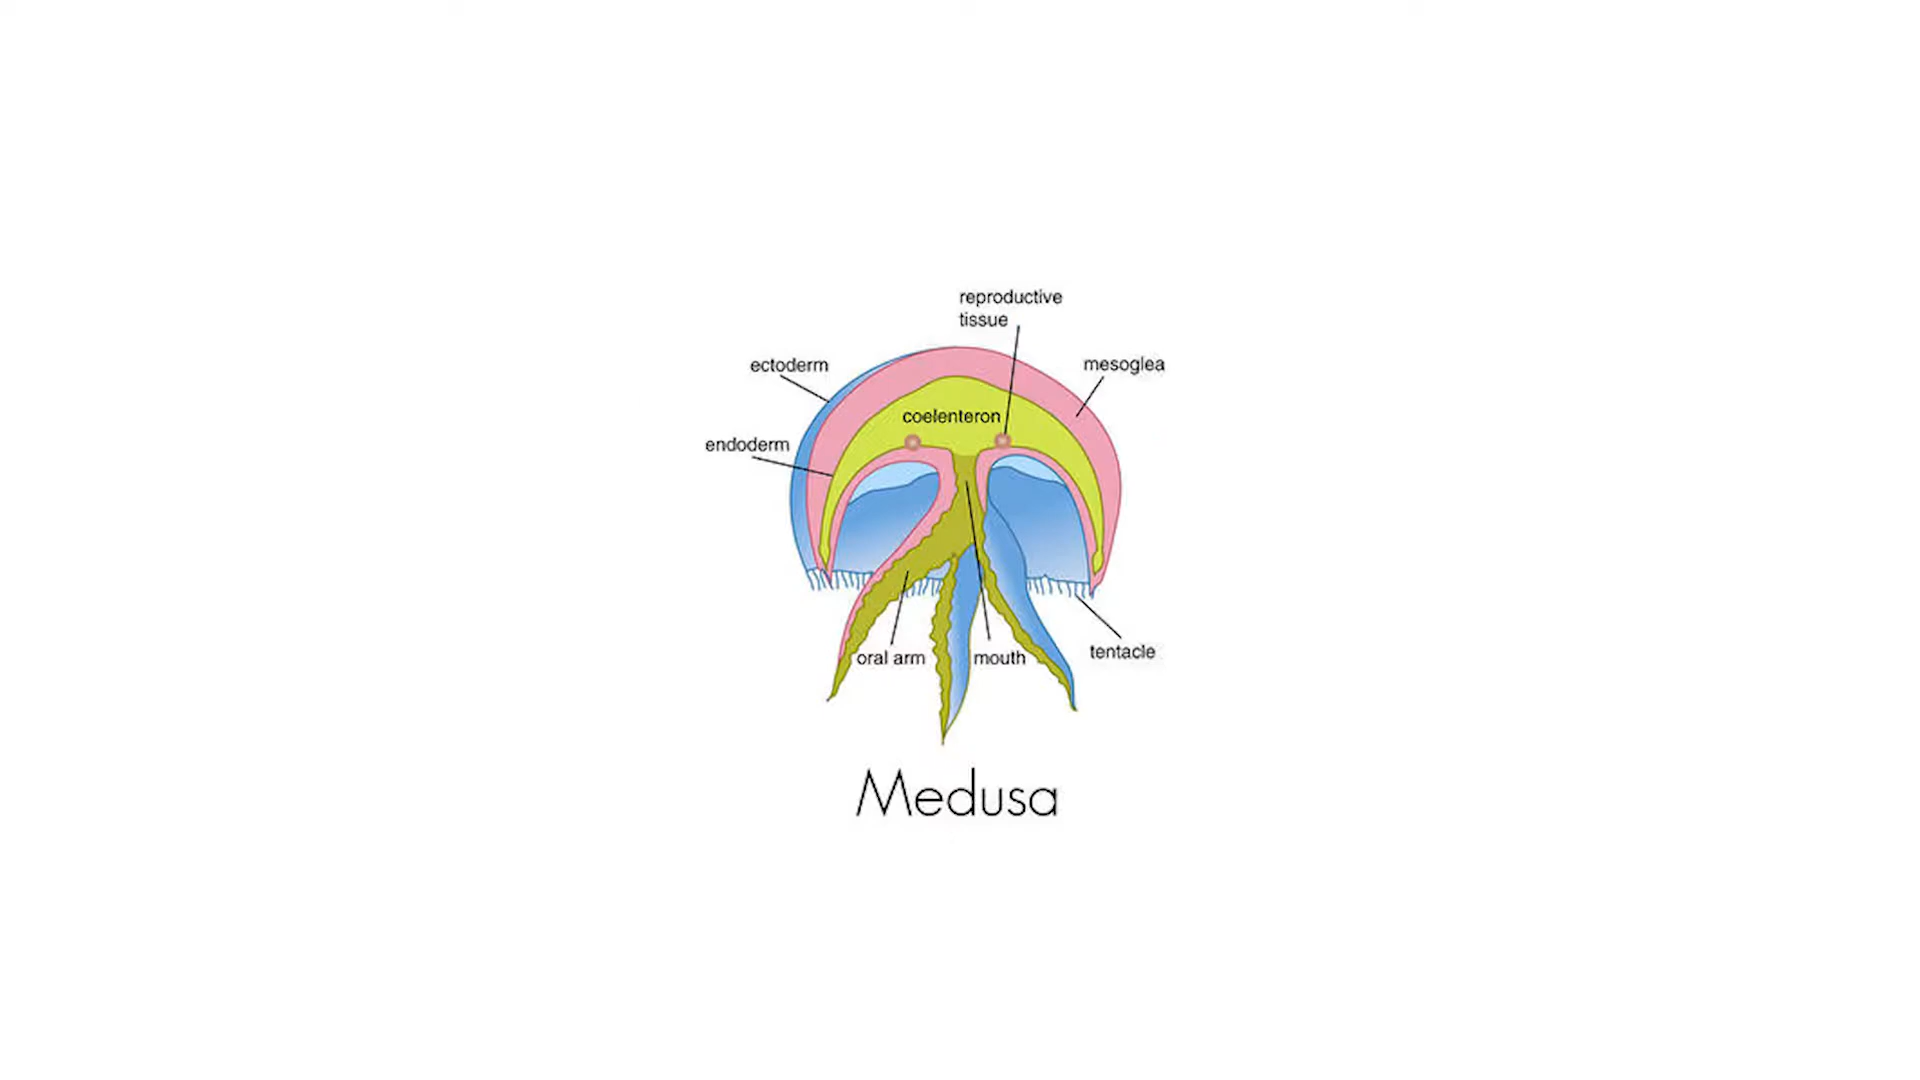 reproductive
tissue
ectoderm
mesoglea
coelenteron
endoderm
oral arm
mouth
tentacle
Medusa